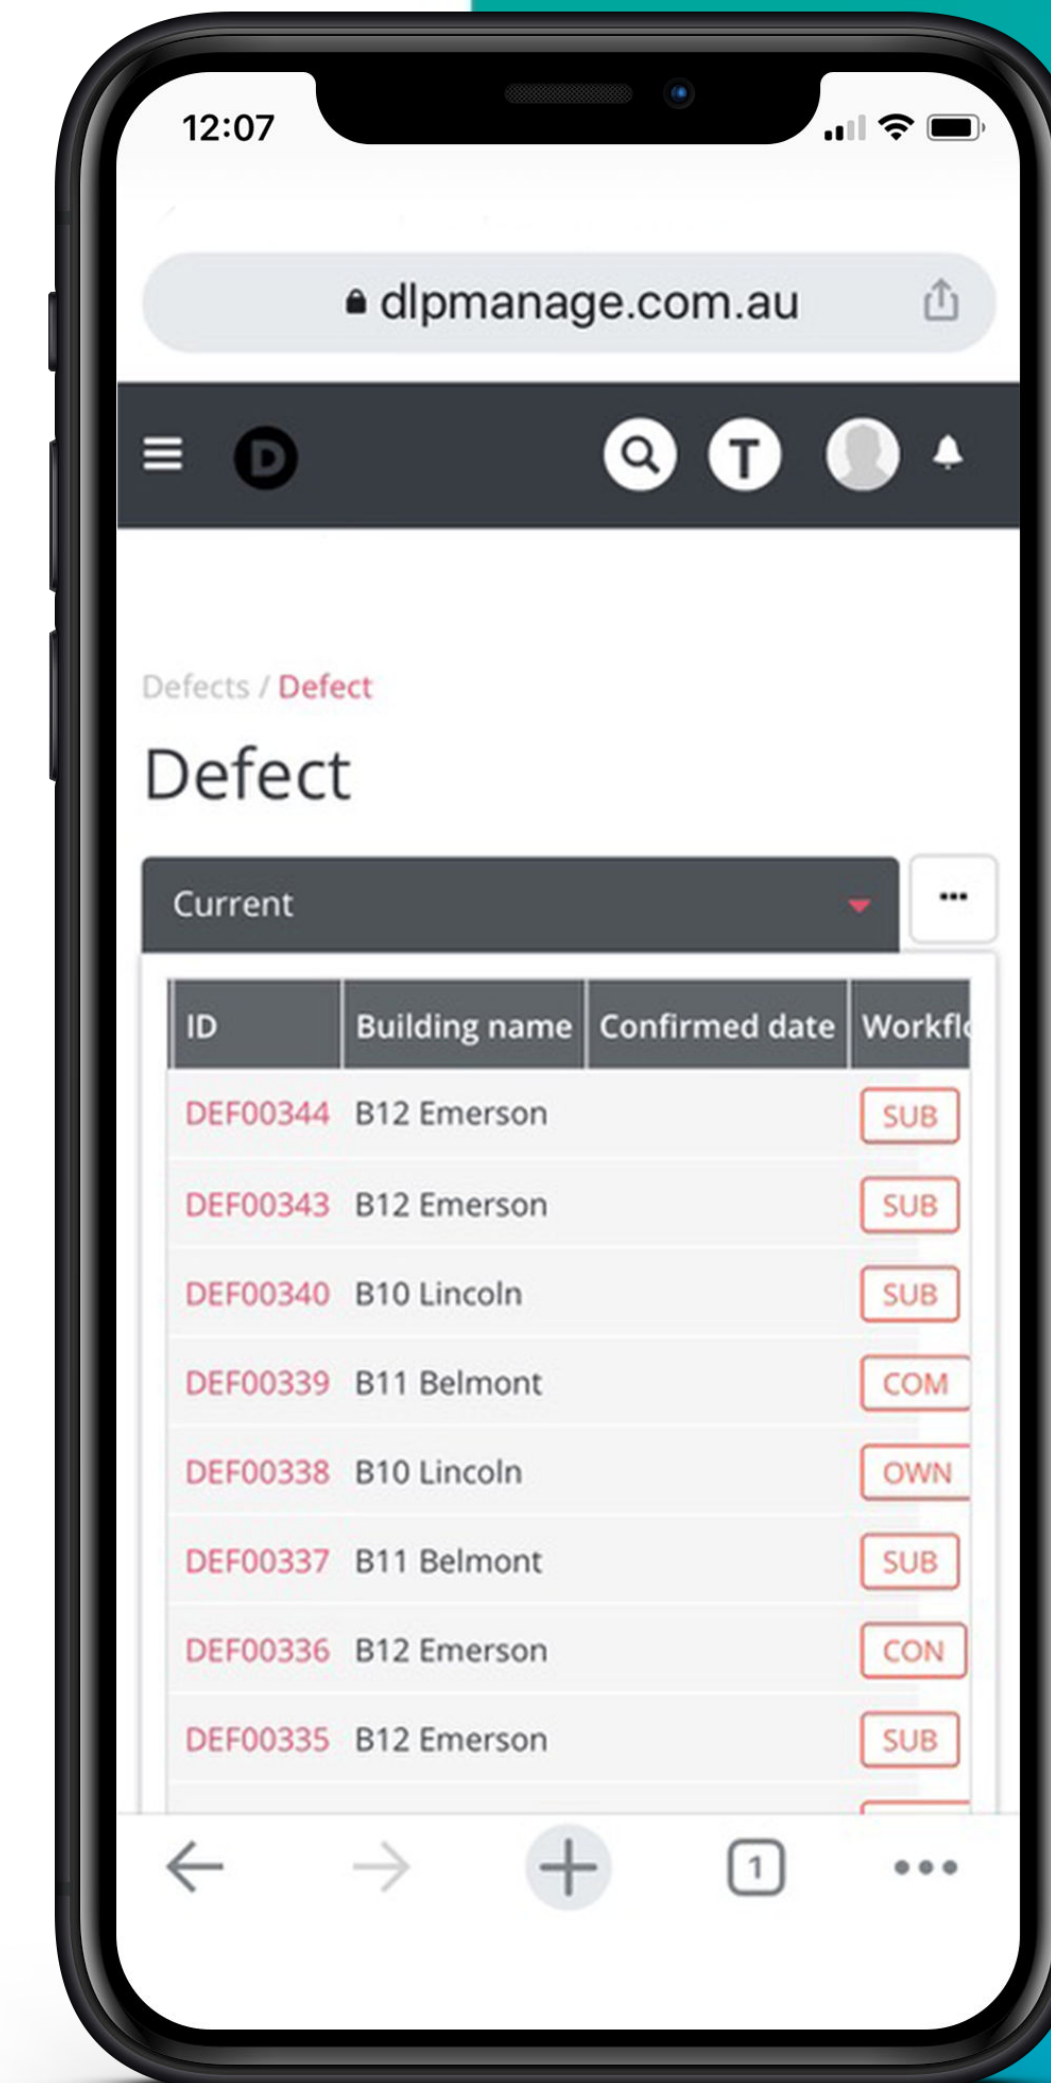 12:07
dlpmanage.com.au
D T
Defects / Defect
Defect
Current
ID Building name Confirmed date Workflo
DEF00344 B12 Emerson SUB
DEF00343 B12 Emerson SUB
DEF00340 B10 Lincoln SUB
DEF00339 B11 Belmont COM
DEF00338 B10 Lincoln OWN
DEF00337 B11 Belmont SUB
DEF00336 B12 Emerson CON
DEF00335 B12 Emerson SUB
1